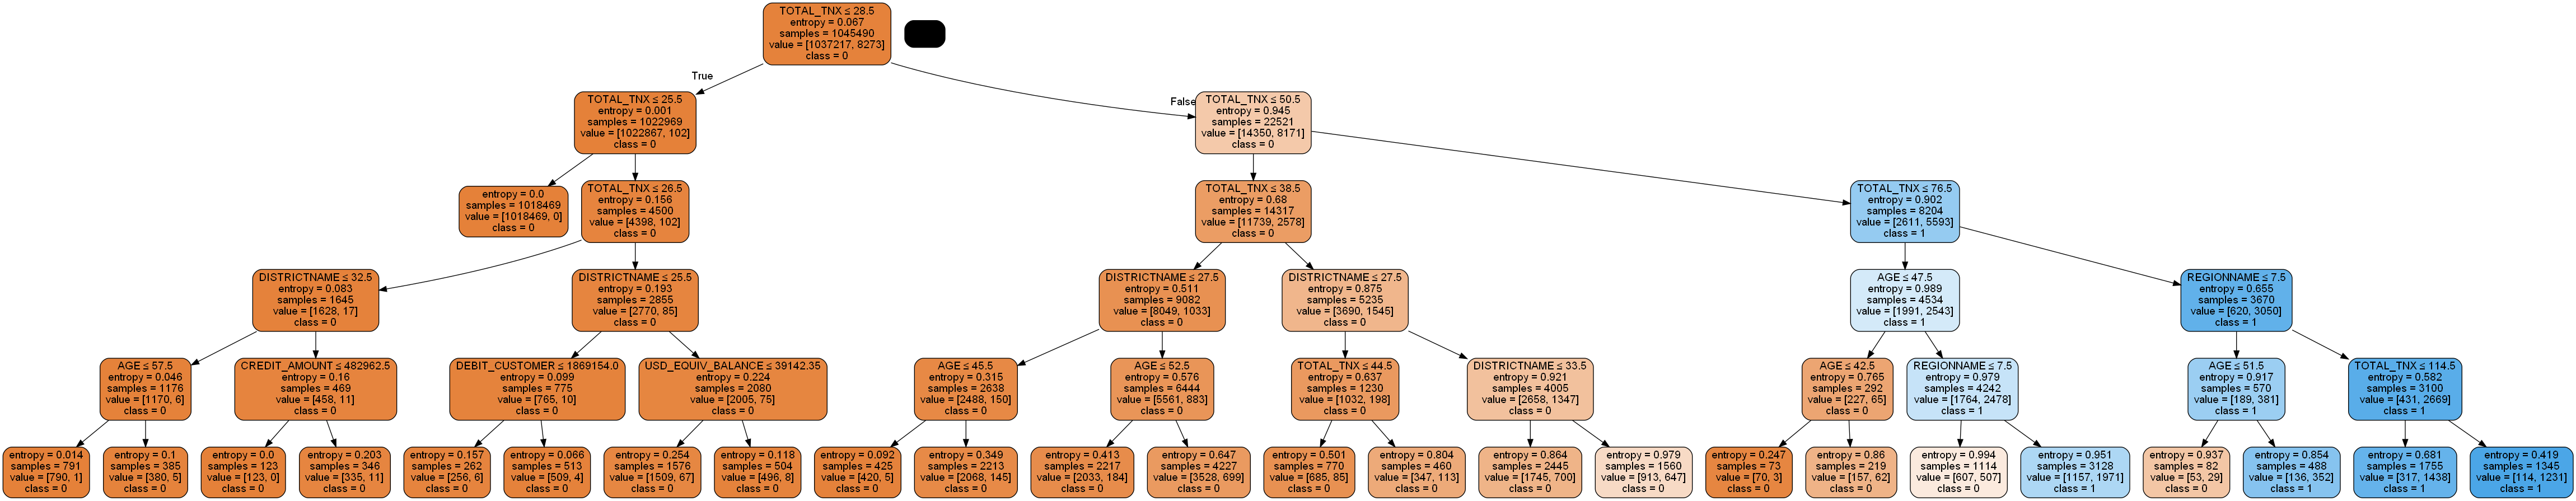 TOTAL_TNX ≤ 28.5
entropy = 0.067
samples = 1045490
value = [1037217, 8273]
class = 0
True
False
TOTAL_TNX ≤ 25.5
entropy = 0.001
samples = 1022969
value = [1022867, 102]
class = 0
TOTAL_TNX ≤ 50.5
entropy = 0.945
samples = 22521
value = [14350, 8171]
class = 0
entropy = 0.0
samples = 1018469
value = [1018469, 0]
class = 0
TOTAL_TNX ≤ 26.5
entropy = 0.156
samples = 4500
value = [4398, 102]
class = 0
TOTAL_TNX ≤ 38.5
entropy = 0.68
samples = 14317
value = [11739, 2578]
class = 0
TOTAL_TNX ≤ 76.5
entropy = 0.902
samples = 8204
value = [2611, 5593]
class = 1
DISTRICTNAME ≤ 32.5
entropy = 0.083
samples = 1645
value = [1628, 17]
class = 0
DISTRICTNAME ≤ 25.5
entropy = 0.193
samples = 2855
value = [2770, 85]
class = 0
DISTRICTNAME ≤ 27.5
entropy = 0.511
samples = 9082
value = [8049, 1033]
class = 0
DISTRICTNAME ≤ 27.5
entropy = 0.875
samples = 5235
value = [3690, 1545]
class = 0
AGE ≤ 47.5
entropy = 0.989
samples = 4534
value = [1991, 2543]
class = 1
REGIONNAME ≤ 7.5
entropy = 0.655
samples = 3670
value = [620, 3050]
class = 1
AGE ≤ 57.5
entropy = 0.046
samples = 1176
value = [1170, 6]
class = 0
CREDIT_AMOUNT ≤ 482962.5
entropy = 0.16
samples = 469
value = [458, 11]
class = 0
DEBIT_CUSTOMER ≤ 1869154.0
entropy = 0.099
samples = 775
value = [765, 10]
class = 0
USD_EQUIV_BALANCE ≤ 39142.35
entropy = 0.224
samples = 2080
value = [2005, 75]
class = 0
AGE ≤ 45.5
entropy = 0.315
samples = 2638
value = [2488, 150]
class = 0
AGE ≤ 52.5
entropy = 0.576
samples = 6444
value = [5561, 883]
class = 0
TOTAL_TNX ≤ 44.5
entropy = 0.637
samples = 1230
value = [1032, 198]
class = 0
DISTRICTNAME ≤ 33.5
entropy = 0.921
samples = 4005
value = [2658, 1347]
class = 0
AGE ≤ 42.5
entropy = 0.765
samples = 292
value = [227, 65]
class = 0
REGIONNAME ≤ 7.5
entropy = 0.979
samples = 4242
value = [1764, 2478]
class = 1
AGE ≤ 51.5
entropy = 0.917
samples = 570
value = [189, 381]
class = 1
TOTAL_TNX ≤ 114.5
entropy = 0.582
samples = 3100
value = [431, 2669]
class = 1
entropy = 0.014
samples = 791
value = [790, 1]
class = 0
entropy = 0.1
samples = 385
value = [380, 5]
class = 0
entropy = 0.0
samples = 123
value = [123, 0]
class = 0
entropy = 0.203
samples = 346
value = [335, 11]
class = 0
entropy = 0.157
samples = 262
value = [256, 6]
class = 0
entropy = 0.066
samples = 513
value = [509, 4]
class = 0
entropy = 0.254
samples = 1576
value = [1509, 67]
class = 0
entropy = 0.118
samples = 504
value = [496, 8]
class = 0
entropy = 0.092
samples = 425
value = [420, 5]
class = 0
entropy = 0.349
samples = 2213
value = [2068, 145]
class = 0
entropy = 0.413
samples = 2217
value = [2033, 184]
class = 0
entropy = 0.647
samples = 4227
value = [3528, 699]
class = 0
entropy = 0.501
samples = 770
value = [685, 85]
class = 0
entropy = 0.804
samples = 460
value = [347, 113]
class = 0
entropy = 0.864
samples = 2445
value = [1745, 700]
class = 0
entropy = 0.979
samples = 1560
value = [913, 647]
class = 0
entropy = 0.247
samples = 73
value = [70, 3]
class = 0
entropy = 0.86
samples = 219
value = [157, 62]
class = 0
entropy = 0.994
samples = 1114
value = [607, 507]
class = 0
entropy = 0.951
samples = 3128
value = [1157, 1971]
class = 1
entropy = 0.937
samples = 82
value = [53, 29]
class = 0
entropy = 0.854
samples = 488
value = [136, 352]
class = 1
entropy = 0.681
samples = 1755
value = [317, 1438]
class = 1
entropy = 0.419
samples = 1345
value = [114, 1231]
class = 1